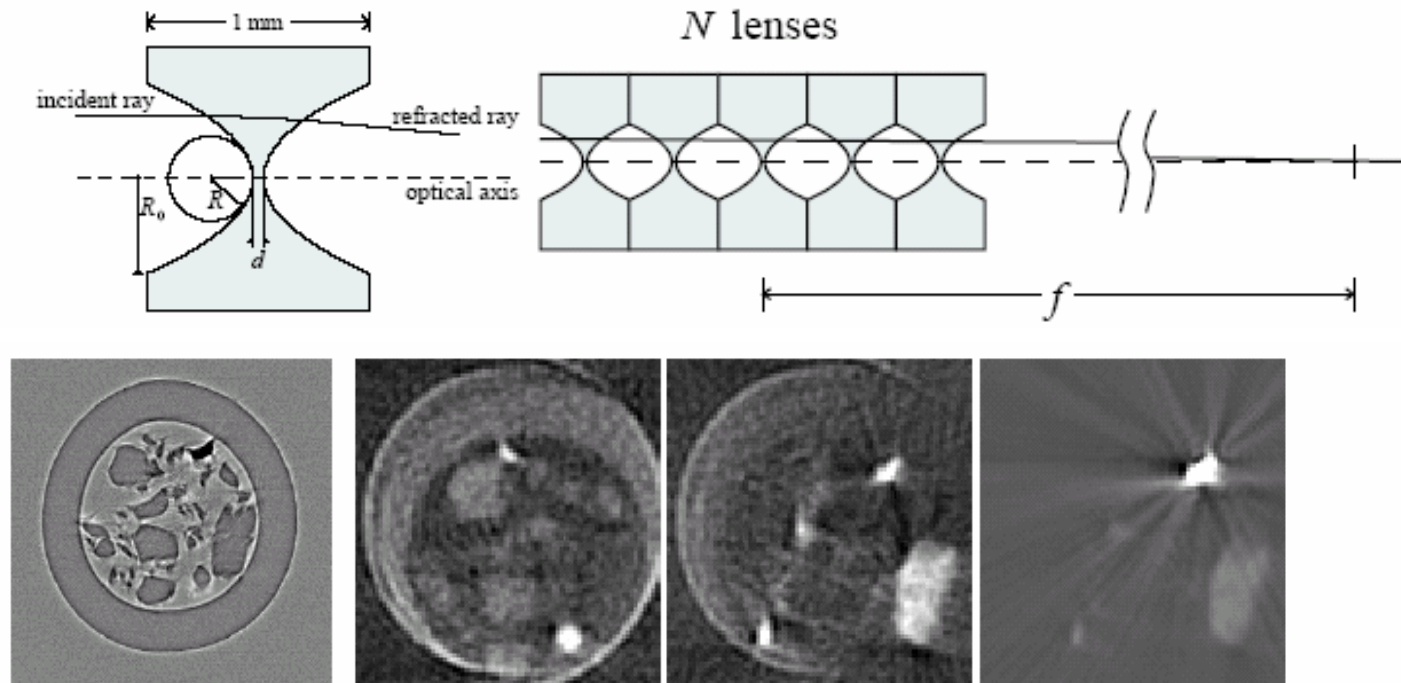 1 mm
N lenses
incident ray
refracted ray
R₀
R
optical axis
d
f